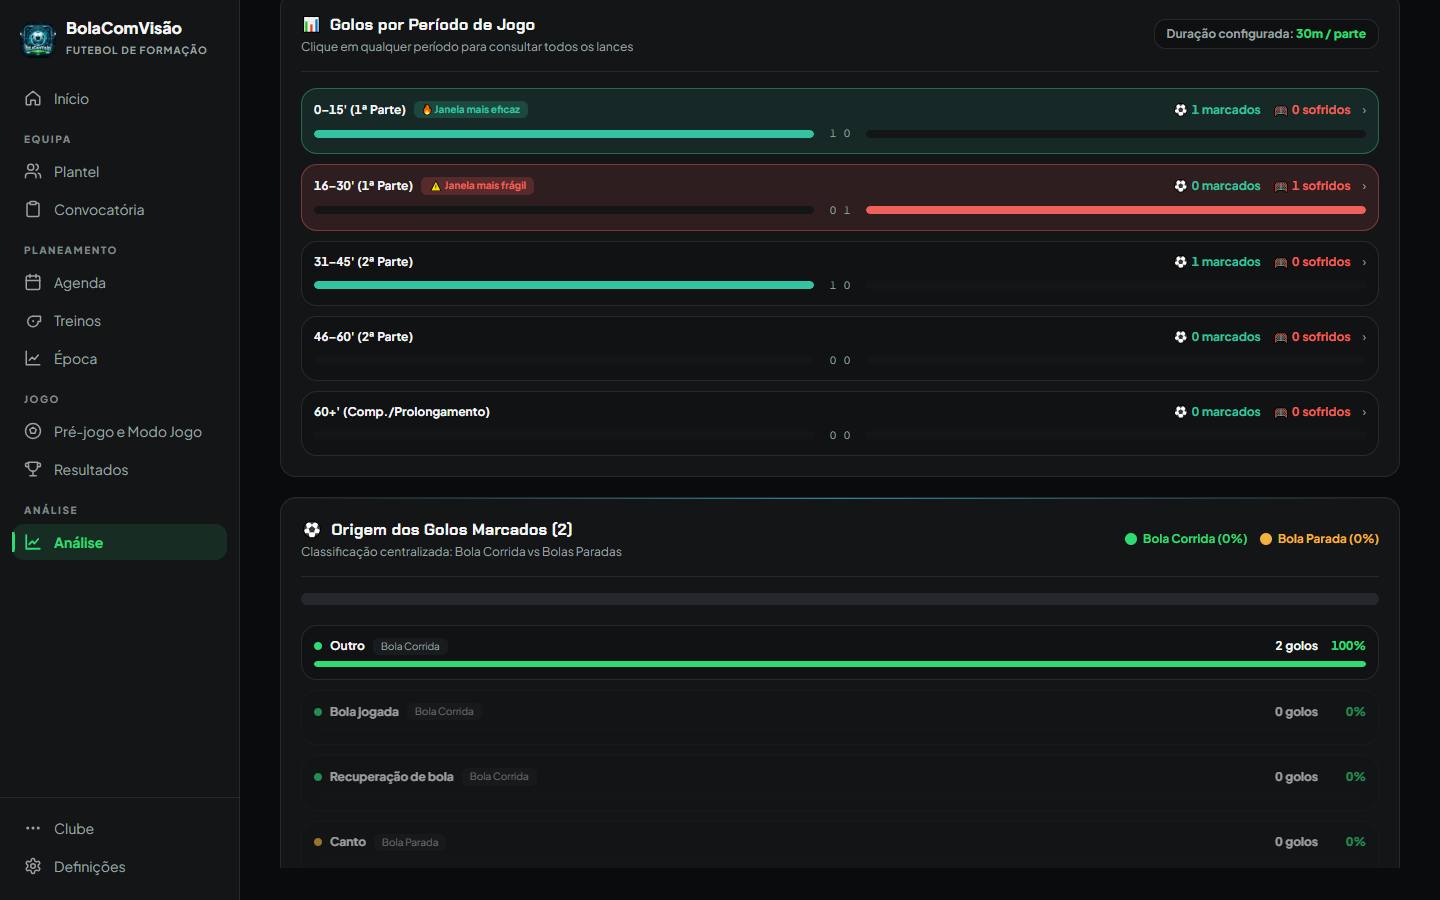 BolaComVisão
FUTEBOL DE FORMAÇÃO
Início
EQUIPA
Plantel
Convocatória
PLANEAMENTO
Agenda
Treinos
Época
JOGO
Pré-jogo e Modo Jogo
Resultados
ANÁLISE
Análise
Clube
Definições
Golos por Período de Jogo
Clique em qualquer período para consultar todos os lances
Duração configurada: 30m / parte
0–15' (1ª Parte) Janela mais eficaz 1 marcados 0 sofridos ›
1 0
16–30' (1ª Parte) Janela mais frágil 0 marcados 1 sofridos ›
0 1
31–45' (2ª Parte) 1 marcados 0 sofridos ›
1 0
46–60' (2ª Parte) 0 marcados 0 sofridos ›
0 0
60+' (Comp./Prolongamento) 0 marcados 0 sofridos ›
0 0
Origem dos Golos Marcados (2)
Classificação centralizada: Bola Corrida vs Bolas Paradas
Bola Corrida (0%) Bola Parada (0%)
Outro Bola Corrida 2 golos 100%
Bola jogada Bola Corrida 0 golos 0%
Recuperação de bola Bola Corrida 0 golos 0%
Canto Bola Parada 0 golos 0%